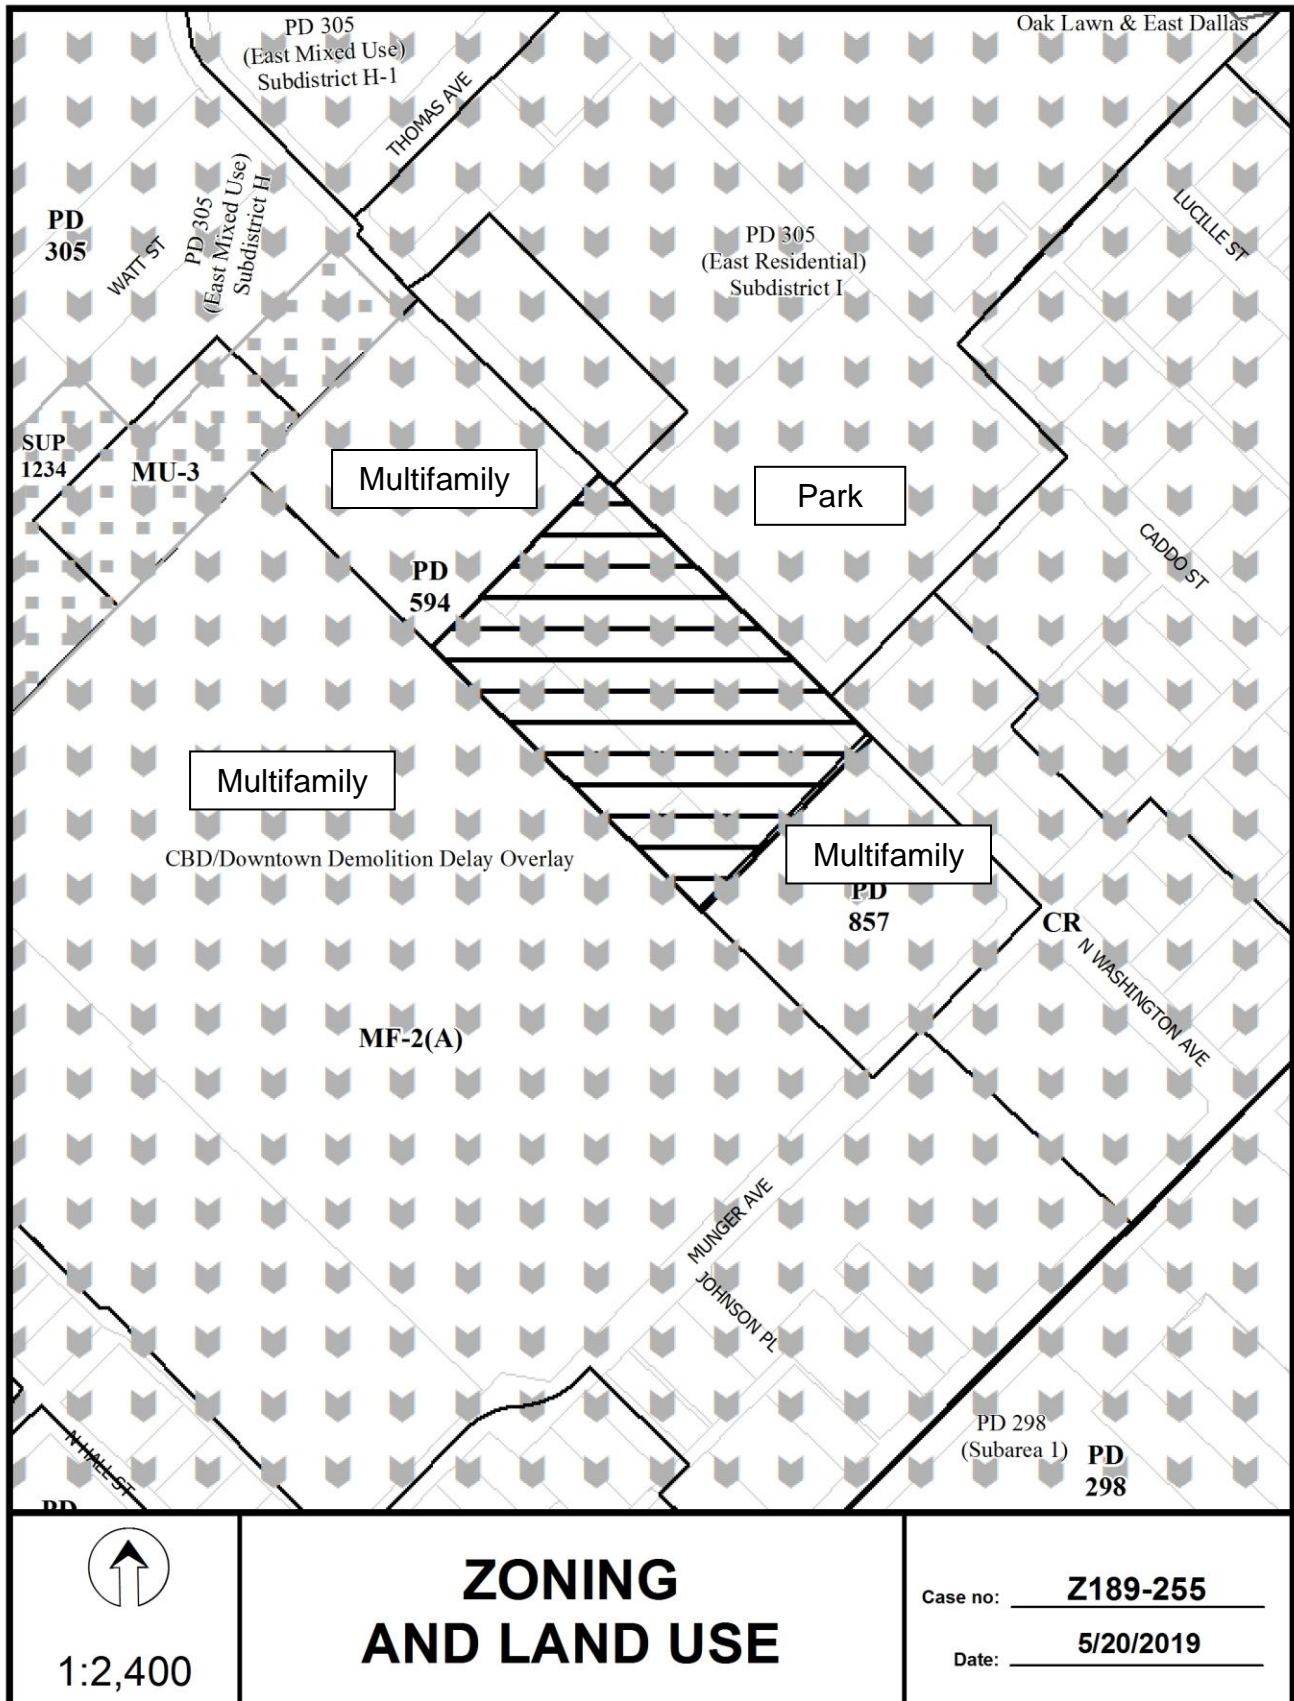 PD 305
(East Mixed Use)
Subdistrict H-1
Oak Lawn & East Dallas
THOMAS AVE
LUCILLE ST
PD
305
WATT ST
PD 305
(East Mixed Use)
Subdistrict H
PD 305
(East Residential)
Subdistrict I
SUP
1234
MU-3
Multifamily
Park
CADDO ST
PD
594
Multifamily
CBD/Downtown Demolition Delay Overlay
Multifamily
PD
857
CR
N WASHINGTON AVE
MF-2(A)
MUNGER AVE
JOHNSON PL
N HALL ST
PD 298
(Subarea 1)
PD
298
PD
1:2,400
ZONING
AND LAND USE
Case no: Z189-255
Date: 5/20/2019